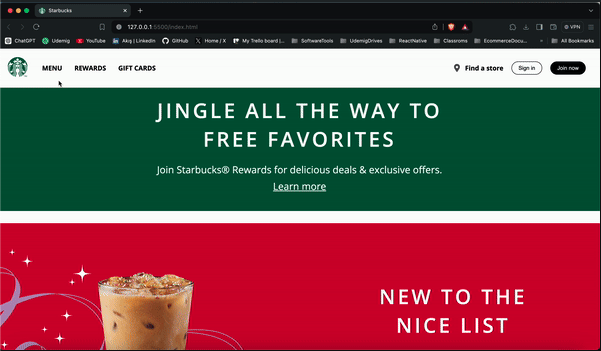 Starbucks
127.0.0.1:5500/index.html
VPN
ChatGPT
Udemig
YouTube
Akış | LinkedIn
GitHub
Home / X
My Trello board |...
SoftwareTools
UdemigDrives
ReactNative
Classroms
EcommerceDocu...
All Bookmarks
MENU
REWARDS
GIFT CARDS
Find a store
Sign in
Join now
JINGLE ALL THE WAY TO
FREE FAVORITES
Join Starbucks® Rewards for delicious deals & exclusive offers.
Learn more
NEW TO THE
NICE LIST